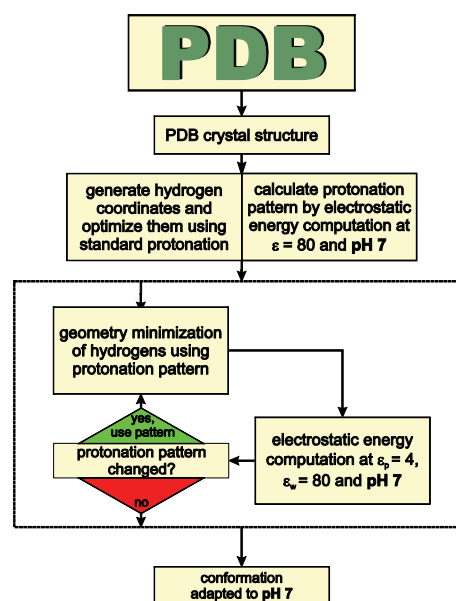 PDB
PDB crystal structure
generate hydrogen
coordinates and
optimize them using
standard protonation
calculate protonation
pattern by electrostatic
energy computation at
ε = 80 and pH 7
geometry minimization
of hydrogens using
protonation pattern
yes,
use pattern
protonation pattern
changed?
no
electrostatic energy
computation at εp = 4,
εw = 80 and pH 7
conformation
adapted to pH 7